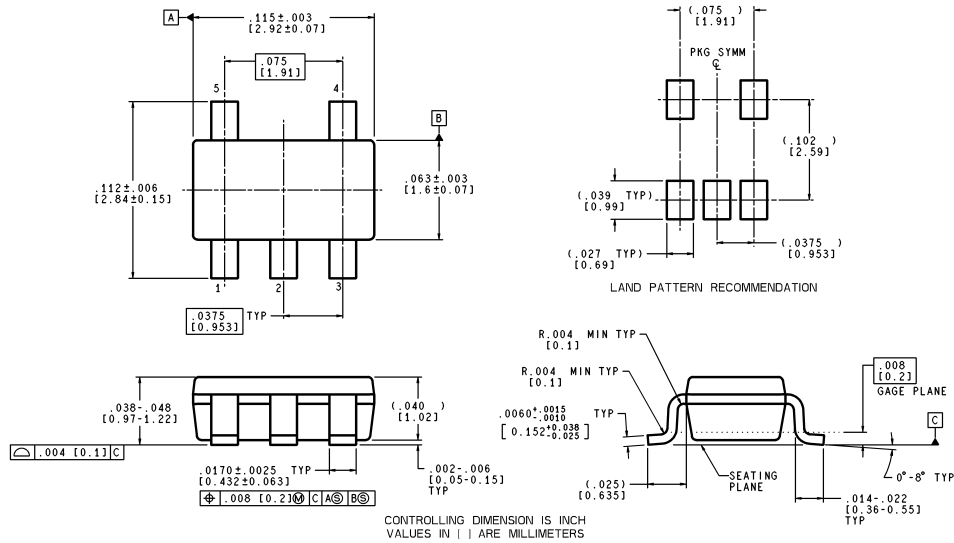 A
.115±.003
[2.92±0.07]
.075
[1.91]
5
4
B
.112±.006
[2.84±0.15]
.063±.003
[1.6±0.07]
1
2
3
.0375 TYP
[0.953]
(.075 )
[1.91]
PKG SYMM
℄
(.102 )
[2.59]
(.039 TYP)
[0.99]
(.027 TYP)
[0.69]
(.0375 )
[0.953]
LAND PATTERN RECOMMENDATION
.038-.048
[0.97-1.22]
(.040 )
[1.02]
⌓ .004 [0.1] C
.0170±.0025 TYP
[0.432±0.063]
⌖ .008 [0.2]Ⓜ C AⓈ BⓈ
.002-.006
[0.05-0.15]
TYP
R.004 MIN TYP
[0.1]
R.004 MIN TYP
[0.1]
.0060+.0015 -.0010 TYP
[ 0.152+0.038 -0.025 ]
.008
[0.2]
GAGE PLANE
C
(.025)
[0.635]
SEATING
PLANE
0°-8° TYP
.014-.022
[0.36-0.55]
TYP
CONTROLLING DIMENSION IS INCH
VALUES IN [ ] ARE MILLIMETERS